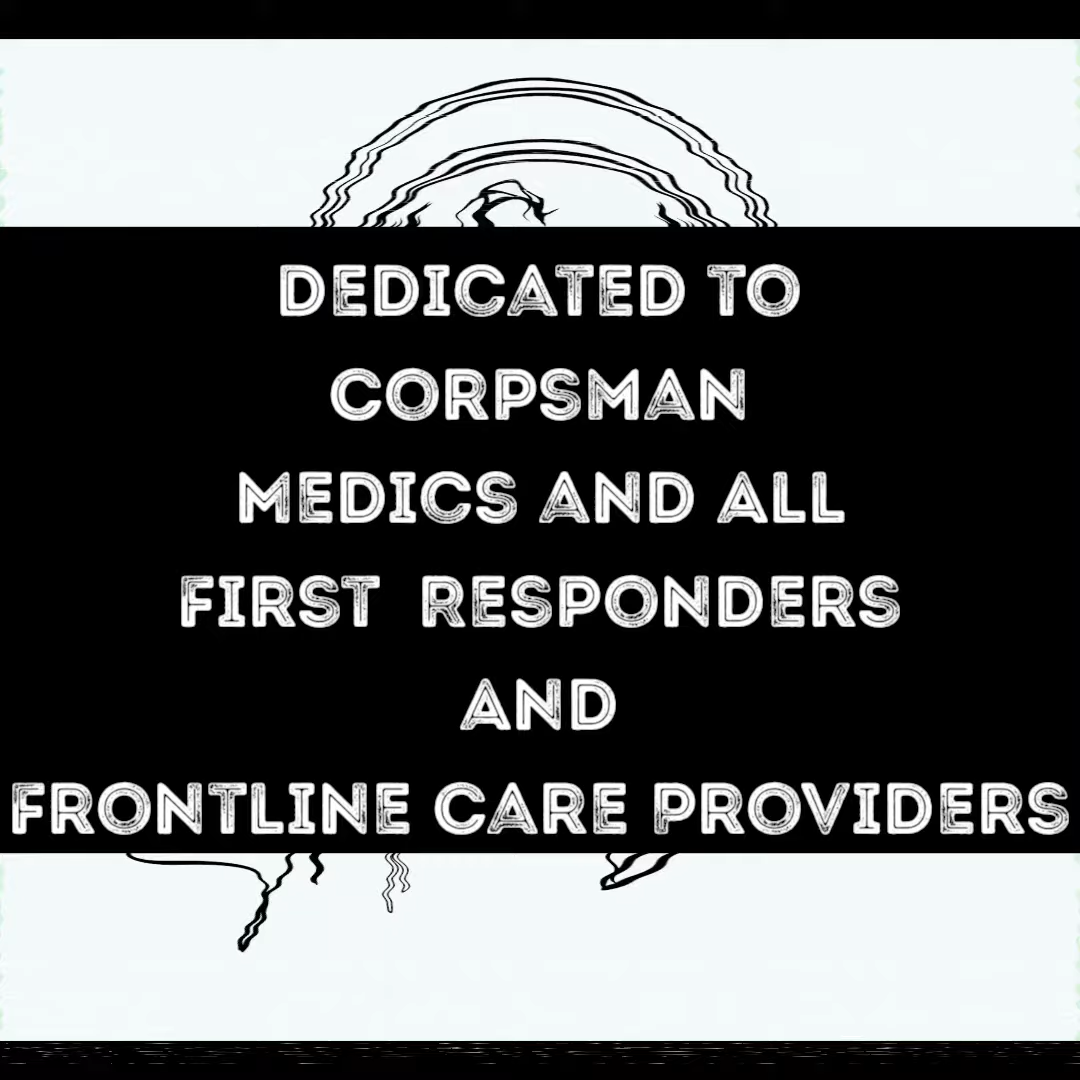 DEDICATED TO
CORPSMAN
MEDICS AND ALL
FIRST RESPONDERS
AND
FRONTLINE CARE PROVIDERS